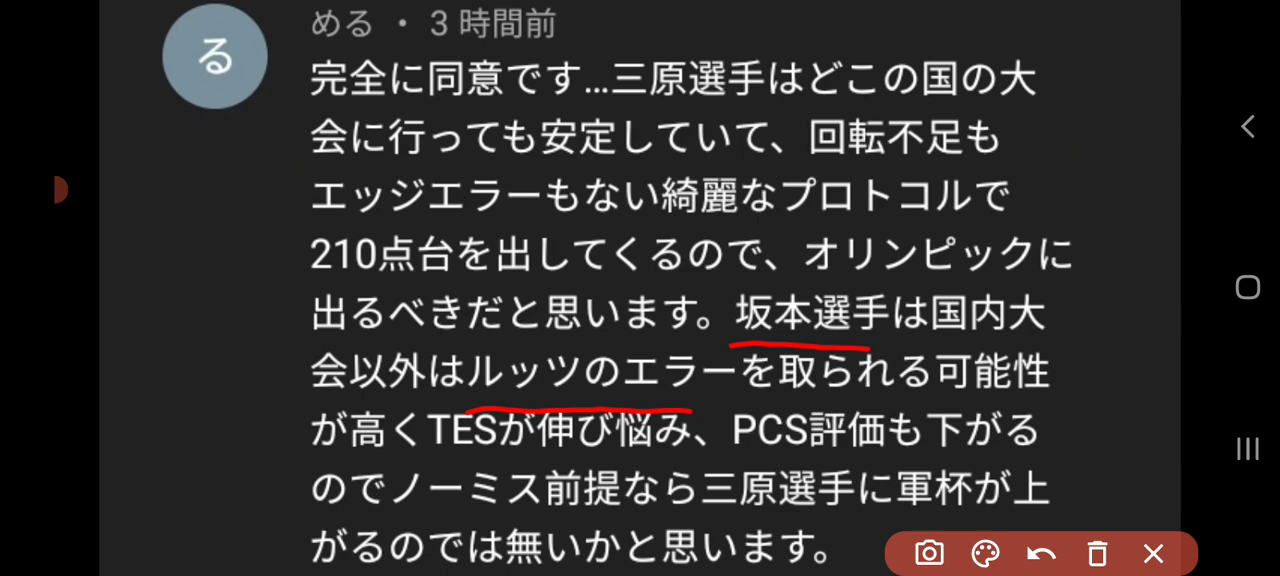 る
める ・ 3 時間前
完全に同意です...三原選手はどこの国の大
会に行っても安定していて、回転不足も
エッジエラーもない綺麗なプロトコルで
210点台を出してくるので、オリンピックに
出るべきだと思います。坂本選手は国内大
会以外はルッツのエラーを取られる可能性
が高くTESが伸び悩み、PCS評価も下がる
のでノーミス前提なら三原選手に軍杯が上
がるのでは無いかと思います。